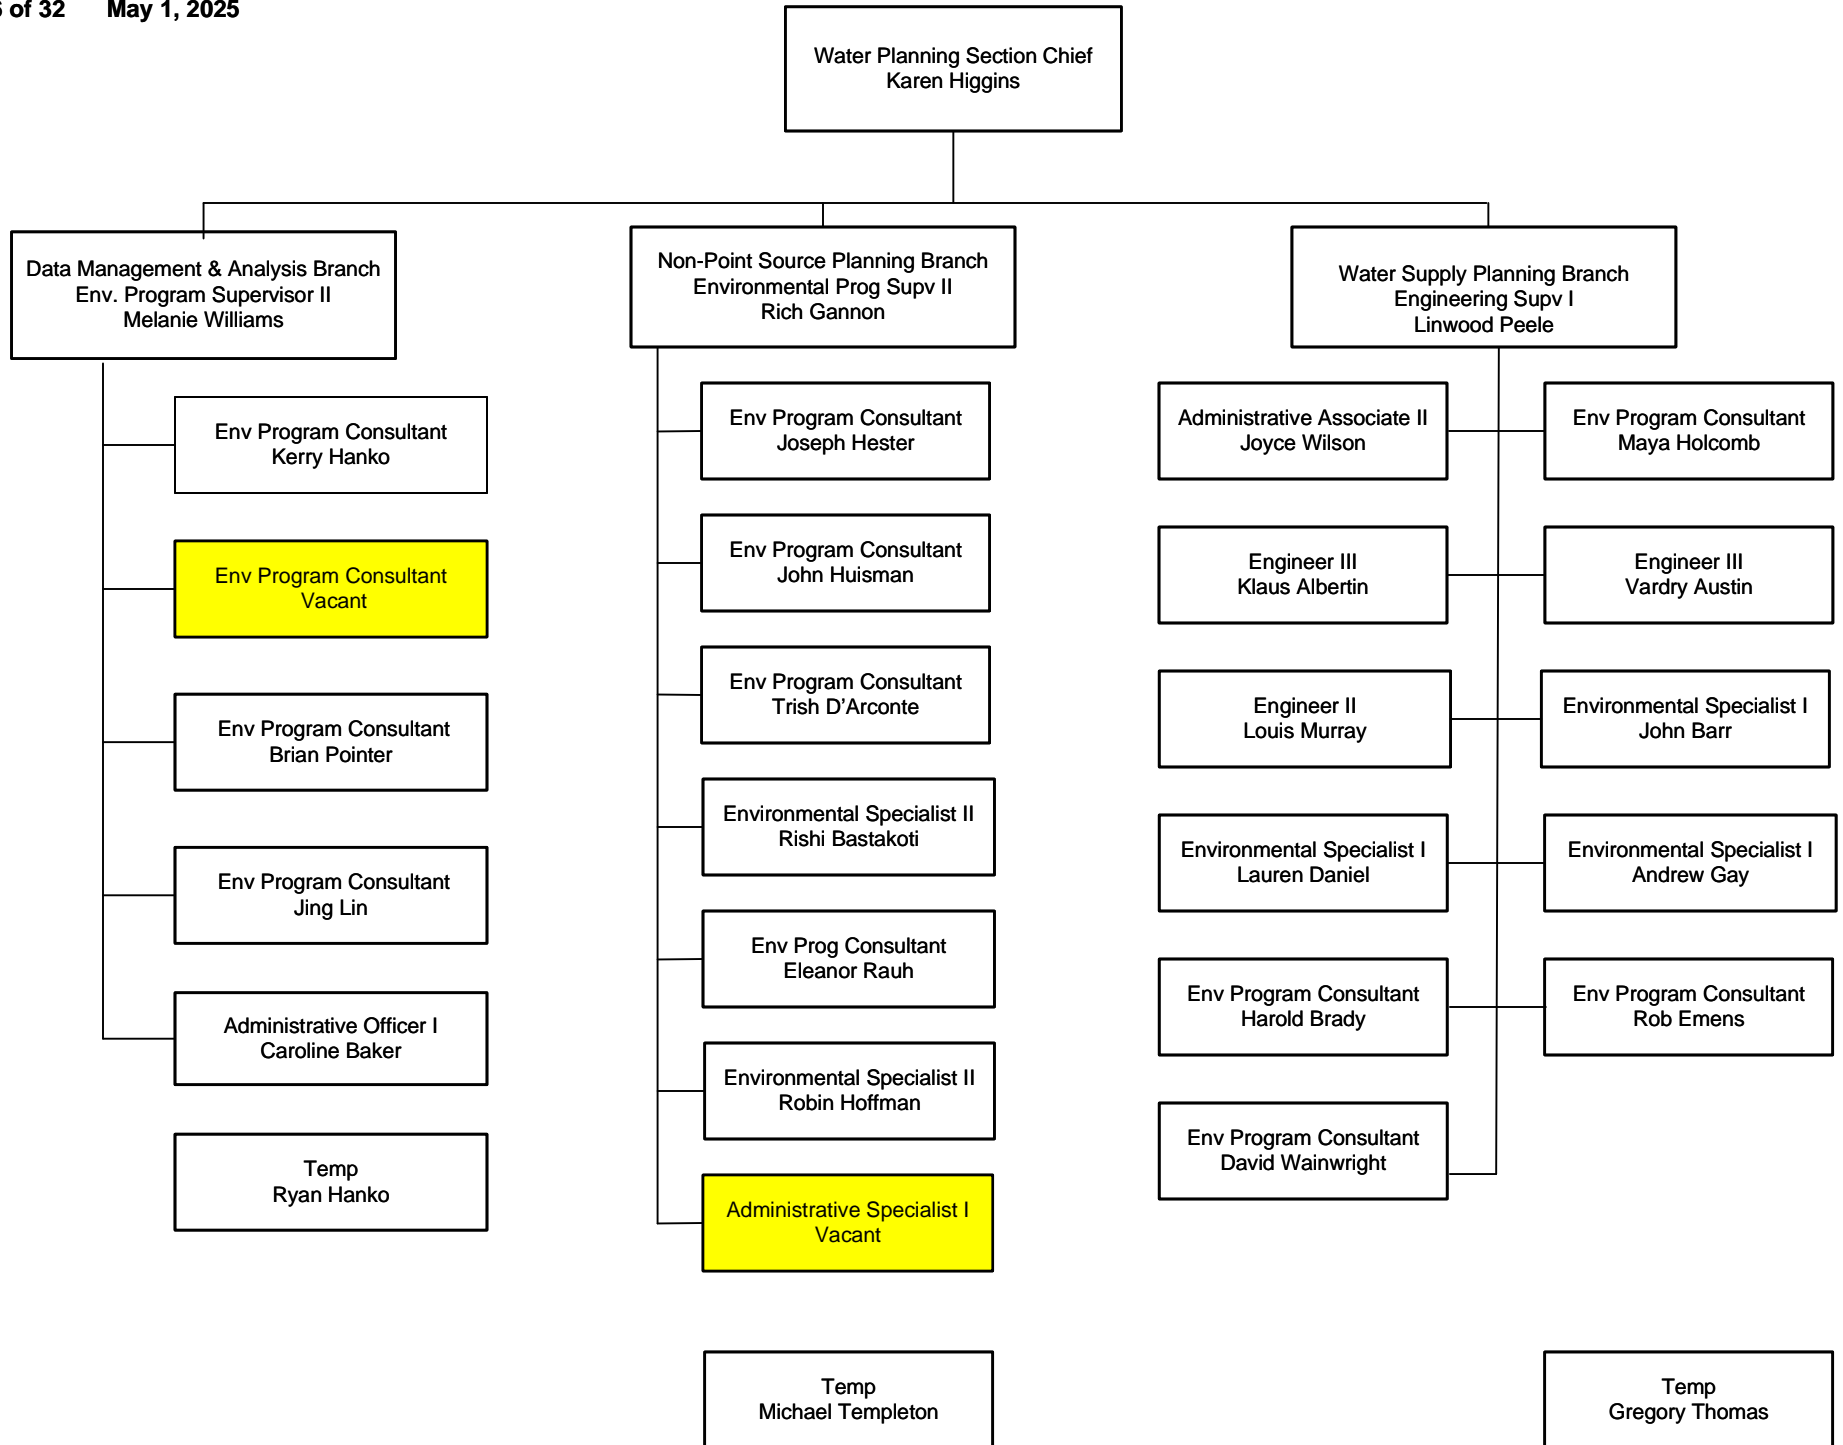 of 32 May 1, 2025
Water Planning Section Chief
Karen Higgins
Data Management & Analysis Branch
Env. Program Supervisor II
Melanie Williams
Non-Point Source Planning Branch
Environmental Prog Supv II
Rich Gannon
Water Supply Planning Branch
Engineering Supv I
Linwood Peele
Env Program Consultant
Kerry Hanko
Env Program Consultant
Vacant
Env Program Consultant
Brian Pointer
Env Program Consultant
Jing Lin
Administrative Officer I
Caroline Baker
Temp
Ryan Hanko
Env Program Consultant
Joseph Hester
Env Program Consultant
John Huisman
Env Program Consultant
Trish D’Arconte
Environmental Specialist II
Rishi Bastakoti
Env Prog Consultant
Eleanor Rauh
Environmental Specialist II
Robin Hoffman
Administrative Specialist I
Vacant
Temp
Michael Templeton
Administrative Associate II
Joyce Wilson
Env Program Consultant
Maya Holcomb
Engineer III
Klaus Albertin
Engineer III
Vardry Austin
Engineer II
Louis Murray
Environmental Specialist I
John Barr
Environmental Specialist I
Lauren Daniel
Environmental Specialist I
Andrew Gay
Env Program Consultant
Harold Brady
Env Program Consultant
Rob Emens
Env Program Consultant
David Wainwright
Temp
Gregory Thomas